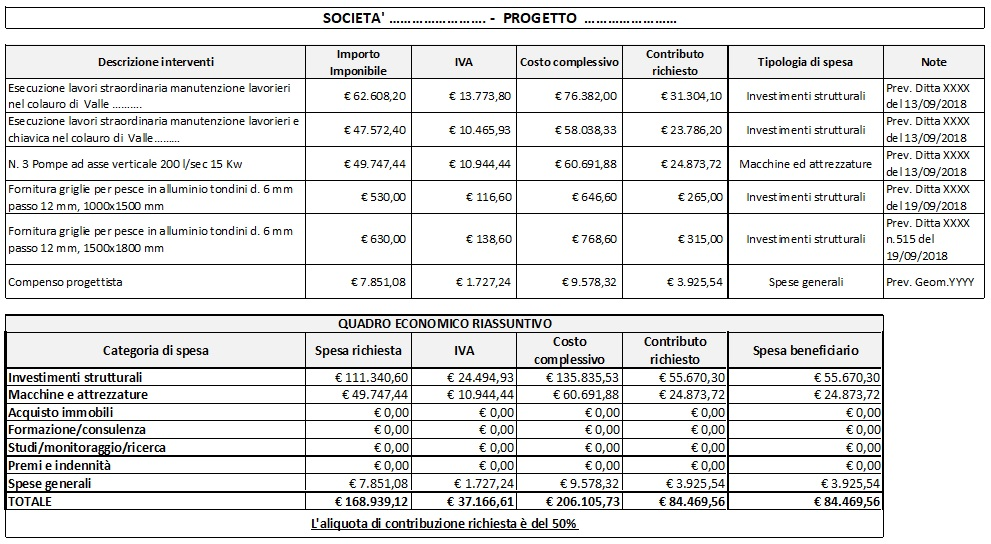 SOCIETA' ......................... - PROGETTO ........................
Descrizione interventi Importo Imponibile IVA Costo complessivo Contributo richiesto Tipologia di spesa Note
Esecuzione lavori straordinaria manutenzione lavorieri nel colauro di Valle .......... € 62.608,20 € 13.773,80 € 76.382,00 € 31.304,10 Investimenti strutturali Prev. Ditta XXXX del 13/09/2018
Esecuzione lavori straordinaria manutenzione lavorieri e chiavica nel colauro di Valle......... € 47.572,40 € 10.465,93 € 58.038,33 € 23.786,20 Investimenti strutturali Prev. Ditta XXXX del 13/09/2018
N. 3 Pompe ad asse verticale 200 l/sec 15 Kw € 49.747,44 € 10.944,44 € 60.691,88 € 24.873,72 Macchine ed attrezzature Prev. Ditta XXXX del 13/09/2018
Fornitura griglie per pesce in alluminio tondini d. 6 mm passo 12 mm, 1000x1500 mm € 530,00 € 116,60 € 646,60 € 265,00 Investimenti strutturali Prev. Ditta XXXX del 19/09/2018
Fornitura griglie per pesce in alluminio tondini d. 6 mm passo 12 mm, 1500x1800 mm € 630,00 € 138,60 € 768,60 € 315,00 Investimenti strutturali Prev. Ditta XXXX n.515 del 19/09/2018
Compenso progettista € 7.851,08 € 1.727,24 € 9.578,32 € 3.925,54 Spese generali Prev. Geom.YYYY
QUADRO ECONOMICO RIASSUNTIVO
Categoria di spesa Spesa richiesta IVA Costo complessivo Contributo richiesto Spesa beneficiario
Investimenti strutturali € 111.340,60 € 24.494,93 € 135.835,53 € 55.670,30 € 55.670,30
Macchine e attrezzature € 49.747,44 € 10.944,44 € 60.691,88 € 24.873,72 € 24.873,72
Acquisto immobili € 0,00 € 0,00 € 0,00 € 0,00 € 0,00
Formazione/consulenza € 0,00 € 0,00 € 0,00 € 0,00 € 0,00
Studi/monitoraggio/ricerca € 0,00 € 0,00 € 0,00 € 0,00 € 0,00
Premi e indennità € 0,00 € 0,00 € 0,00 € 0,00 € 0,00
Spese generali € 7.851,08 € 1.727,24 € 9.578,32 € 3.925,54 € 3.925,54
TOTALE € 168.939,12 € 37.166,61 € 206.105,73 € 84.469,56 € 84.469,56
L'aliquota di contribuzione richiesta è del 50%